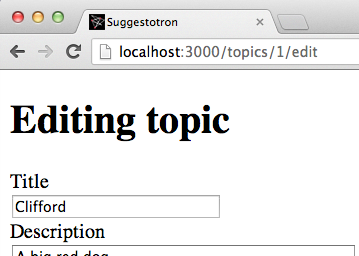 Suggestotron
localhost:3000/topics/1/edit
Editing topic
Title
Clifford
Description
A big red dog